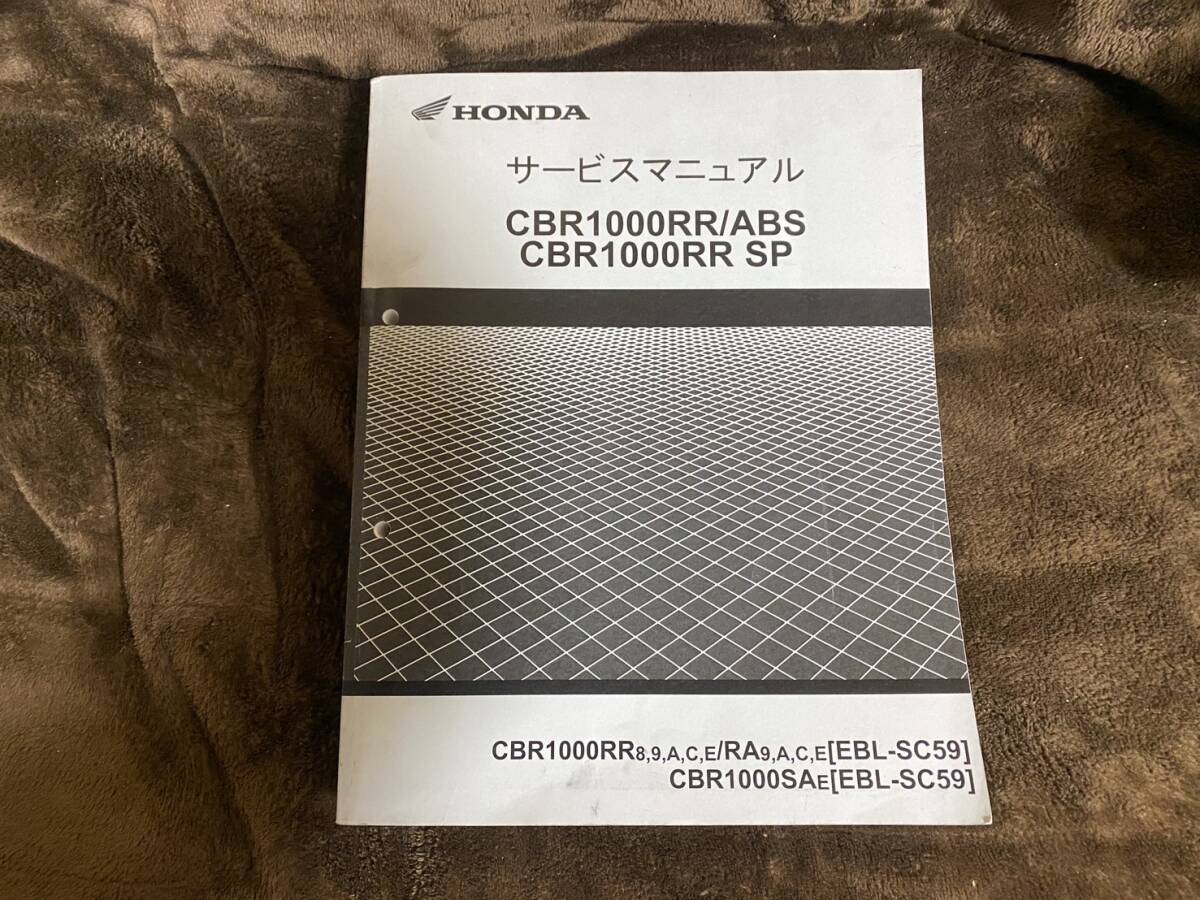 HONDA
サービスマニュアル
CBR1000RR/ABS
CBR1000RR SP
CBR1000RR8,9,A,C,E/RA9,A,C,E[EBL-SC59]
CBR1000SAE[EBL-SC59]